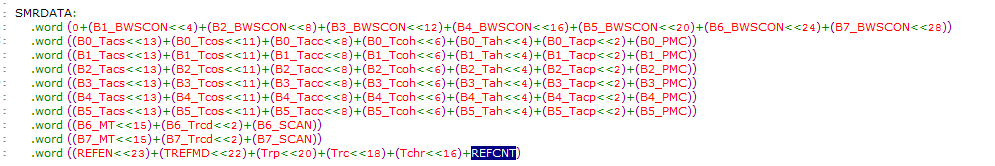 : SMRDATA:
: .word (0+(B1_BWSCON<<4)+(B2_BWSCON<<8)+(B3_BWSCON<<12)+(B4_BWSCON<<16)+(B5_BWSCON<<20)+(B6_BWSCON<<24)+(B7_BWSCON<<28))
: .word ((B0_Tacs<<13)+(B0_Tcos<<11)+(B0_Tacc<<8)+(B0_Tcoh<<6)+(B0_Tah<<4)+(B0_Tacp<<2)+(B0_PMC))
: .word ((B1_Tacs<<13)+(B1_Tcos<<11)+(B1_Tacc<<8)+(B1_Tcoh<<6)+(B1_Tah<<4)+(B1_Tacp<<2)+(B1_PMC))
: .word ((B2_Tacs<<13)+(B2_Tcos<<11)+(B2_Tacc<<8)+(B2_Tcoh<<6)+(B2_Tah<<4)+(B2_Tacp<<2)+(B2_PMC))
: .word ((B3_Tacs<<13)+(B3_Tcos<<11)+(B3_Tacc<<8)+(B3_Tcoh<<6)+(B3_Tah<<4)+(B3_Tacp<<2)+(B3_PMC))
: .word ((B4_Tacs<<13)+(B4_Tcos<<11)+(B4_Tacc<<8)+(B4_Tcoh<<6)+(B4_Tah<<4)+(B4_Tacp<<2)+(B4_PMC))
: .word ((B5_Tacs<<13)+(B5_Tcos<<11)+(B5_Tacc<<8)+(B5_Tcoh<<6)+(B5_Tah<<4)+(B5_Tacp<<2)+(B5_PMC))
: .word ((B6_MT<<15)+(B6_Trcd<<2)+(B6_SCAN))
: .word ((B7_MT<<15)+(B7_Trcd<<2)+(B7_SCAN))
: .word ((REFEN<<23)+(TREFMD<<22)+(Trp<<20)+(Trc<<18)+(Tchr<<16)+REFCNT)